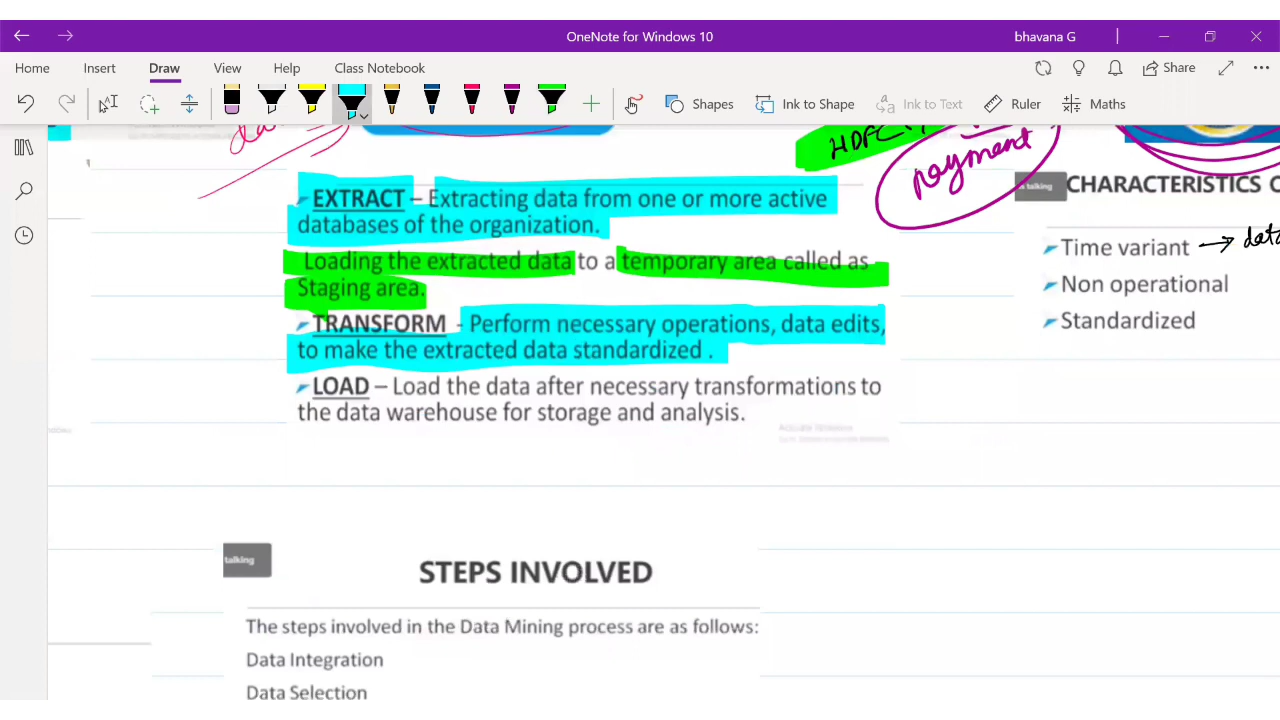 OneNote for Windows 10
bhavana G
Home Insert Draw View Help Class Notebook
Share
Shapes Ink to Shape Ink to Text Ruler Maths
HDFC
payment
EXTRACT – Extracting data from one or more active
databases of the organization.
Loading the extracted data to a temporary area called as
Staging area.
TRANSFORM - Perform necessary operations, data edits,
to make the extracted data standardized .
LOAD – Load the data after necessary transformations to
the data warehouse for storage and analysis.
talking
CHARACTERISTICS O
Time variant → data
Non operational
Standardized
talking
STEPS INVOLVED
The steps involved in the Data Mining process are as follows:
Data Integration
Data Selection